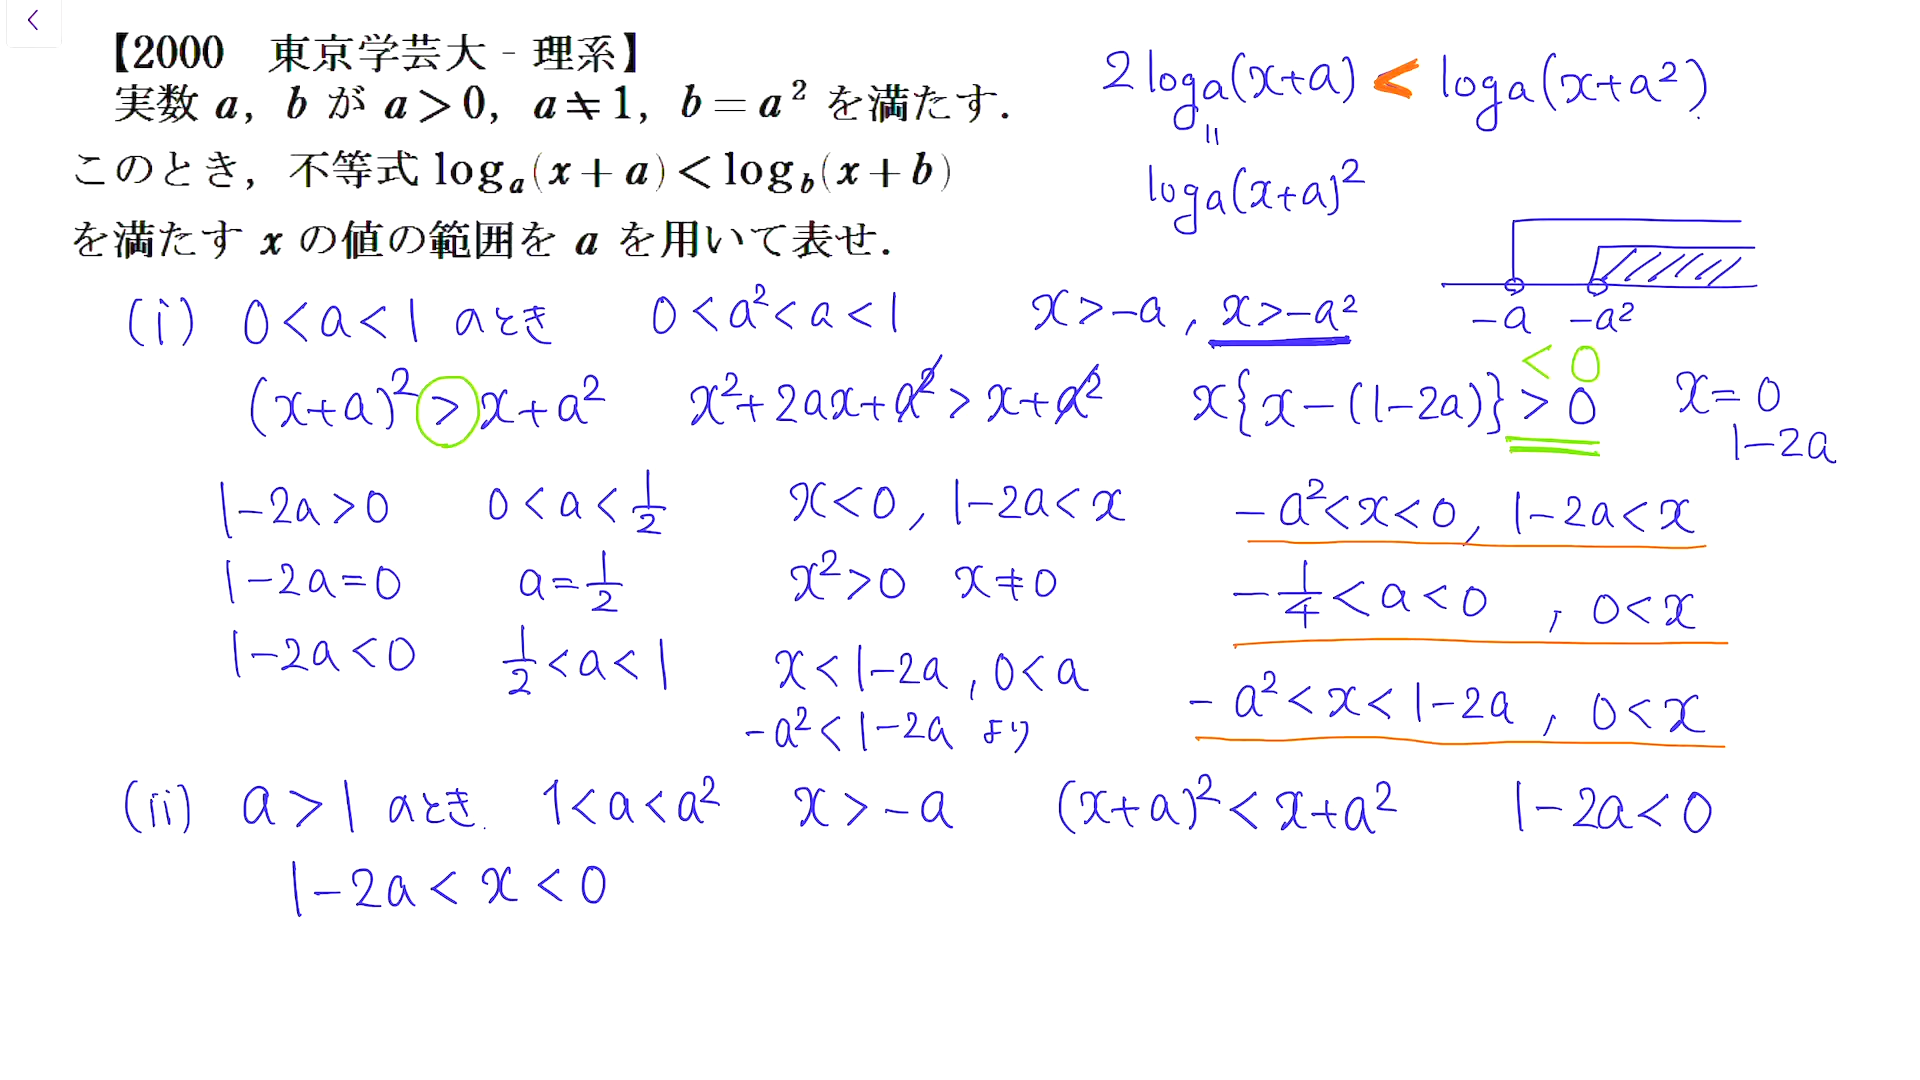 【2000 東京学芸大 - 理系】
実数 a, b が a>0, a≠1, b=a² を満たす.
このとき, 不等式 log_a(x+a)<log_b(x+b)
を満たす x の値の範囲を a を用いて表せ.
2log_a(x+a) < log_a(x+a²)
=
log_a(x+a)²
-a -a²
(i) 0<a<1 のとき 0<a²<a<1 x>-a, x>-a²
<0
(x+a)²>x+a² x²+2ax+a²>x+a² x{x-(1-2a)}>0 x=0
1-2a
1-2a>0 0<a<1/2 x<0, 1-2a<x -a²<x<0, 1-2a<x
1-2a=0 a=1/2 x²>0 x≠0 -1/4<a<0, 0<x
1-2a<0 1/2<a<1 x<1-2a, 0<a -a²<x<1-2a, 0<x
-a²<1-2a より
(ii) a>1 のとき. 1<a<a² x>-a (x+a)²<x+a² 1-2a<0
1-2a<x<0